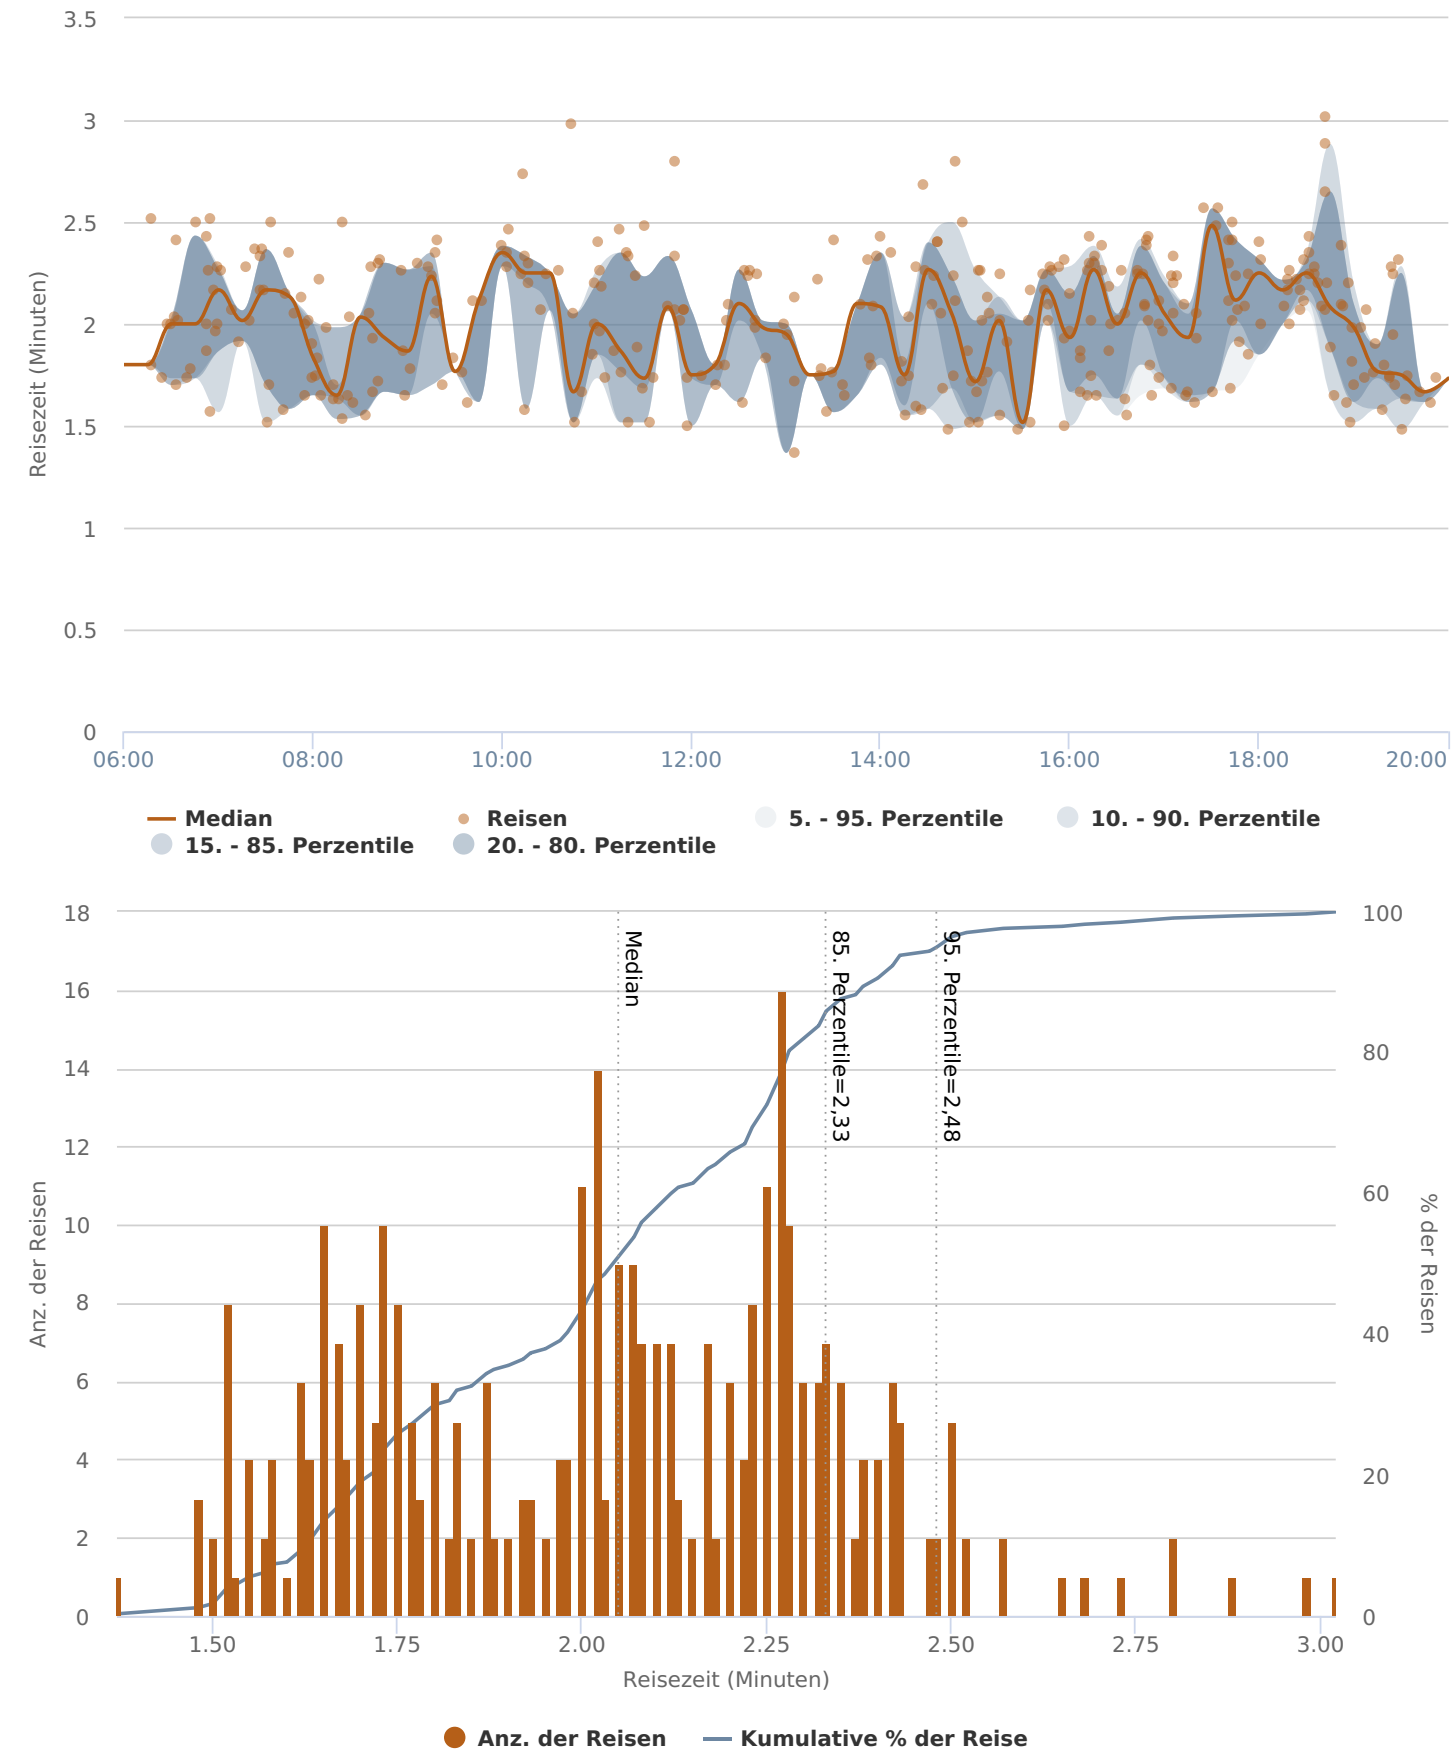 3.5
3
2.5
2
1.5
1
0.5
0
Reisezeit (Minuten)
06:00 08:00 10:00 12:00 14:00 16:00 18:00 20:00
Median Reisen 5. - 95. Perzentile 10. - 90. Perzentile
15. - 85. Perzentile 20. - 80. Perzentile
18
16
14
12
10
8
6
4
2
0
Anz. der Reisen
Median
85. Perzentile=2,33
95. Perzentile=2,48
100
80
60
40
20
0
% der Reisen
1.50 1.75 2.00 2.25 2.50 2.75 3.00
Reisezeit (Minuten)
Anz. der Reisen Kumulative % der Reise